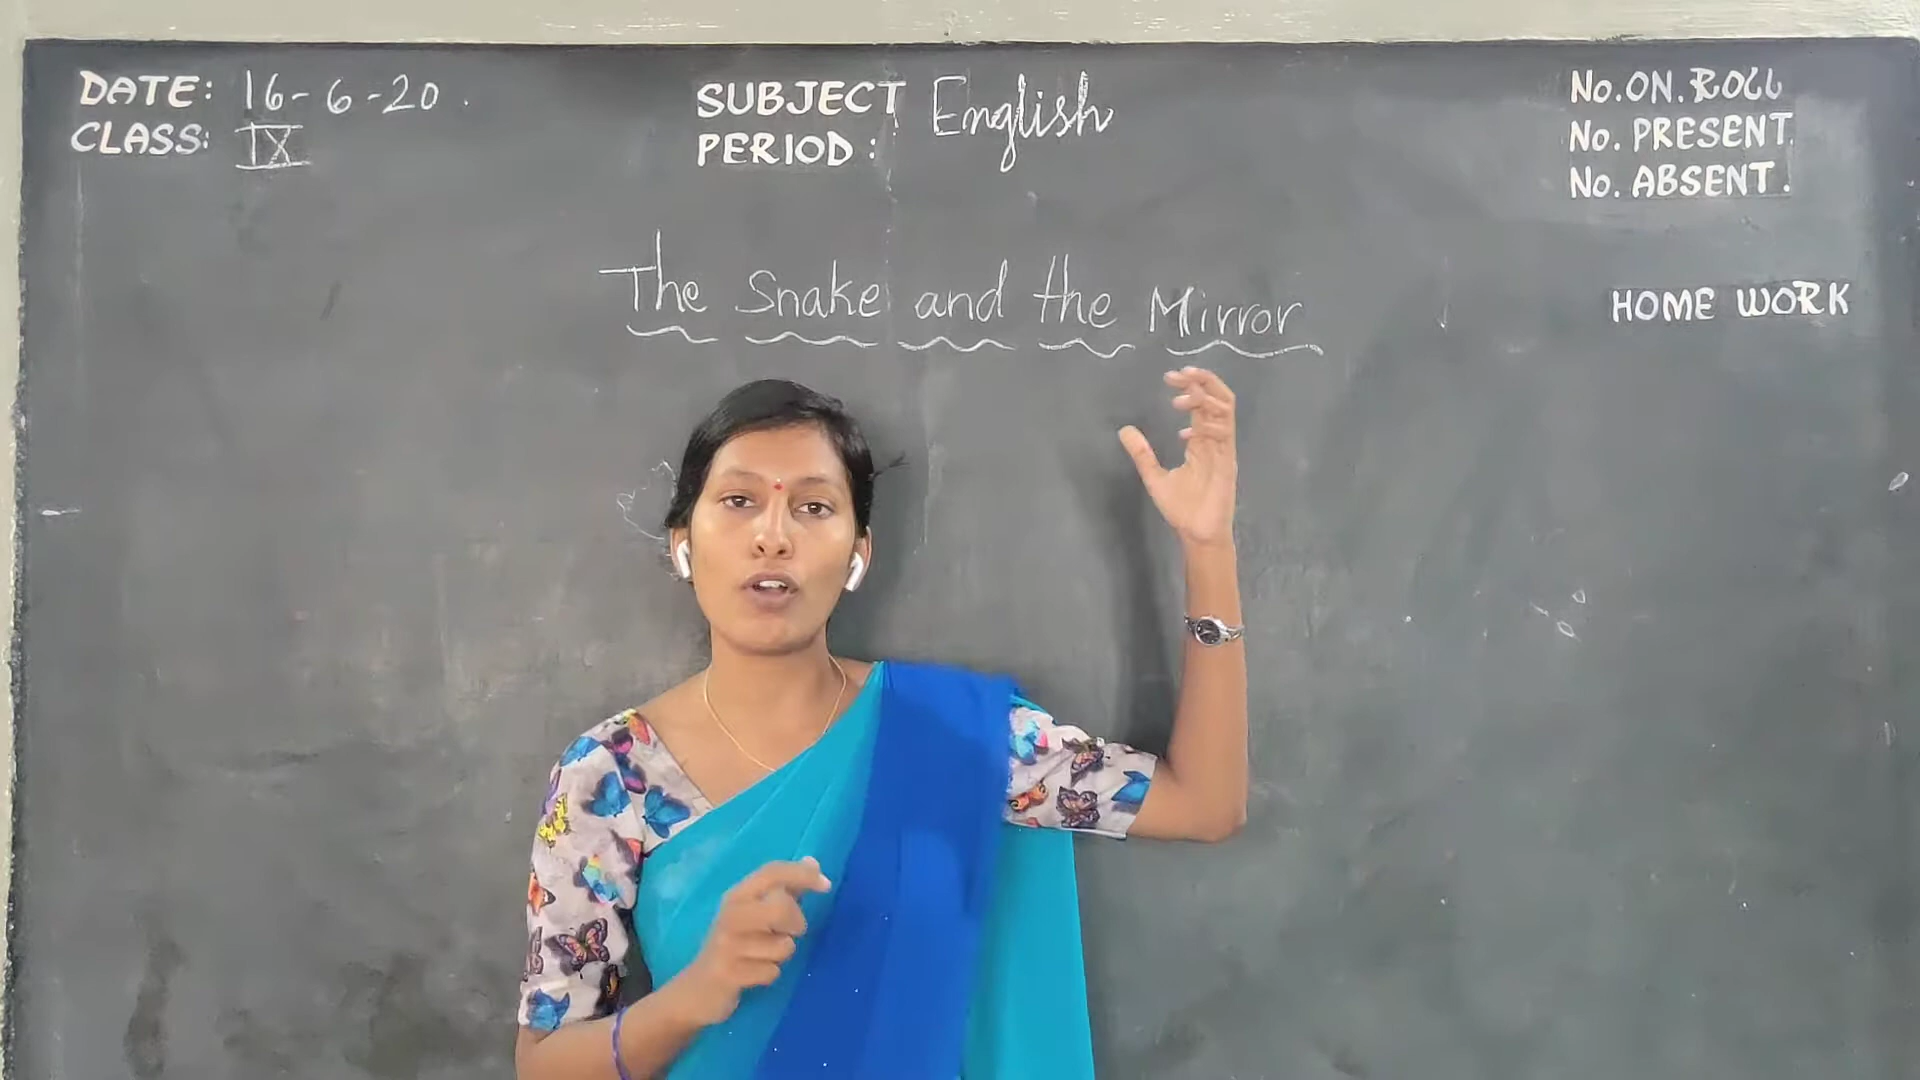 DATE: 16-6-20.
CLASS: IX
SUBJECT English
PERIOD:
No. ON. ROLL
No. PRESENT.
No. ABSENT.
The Snake and the Mirror
HOME WORK